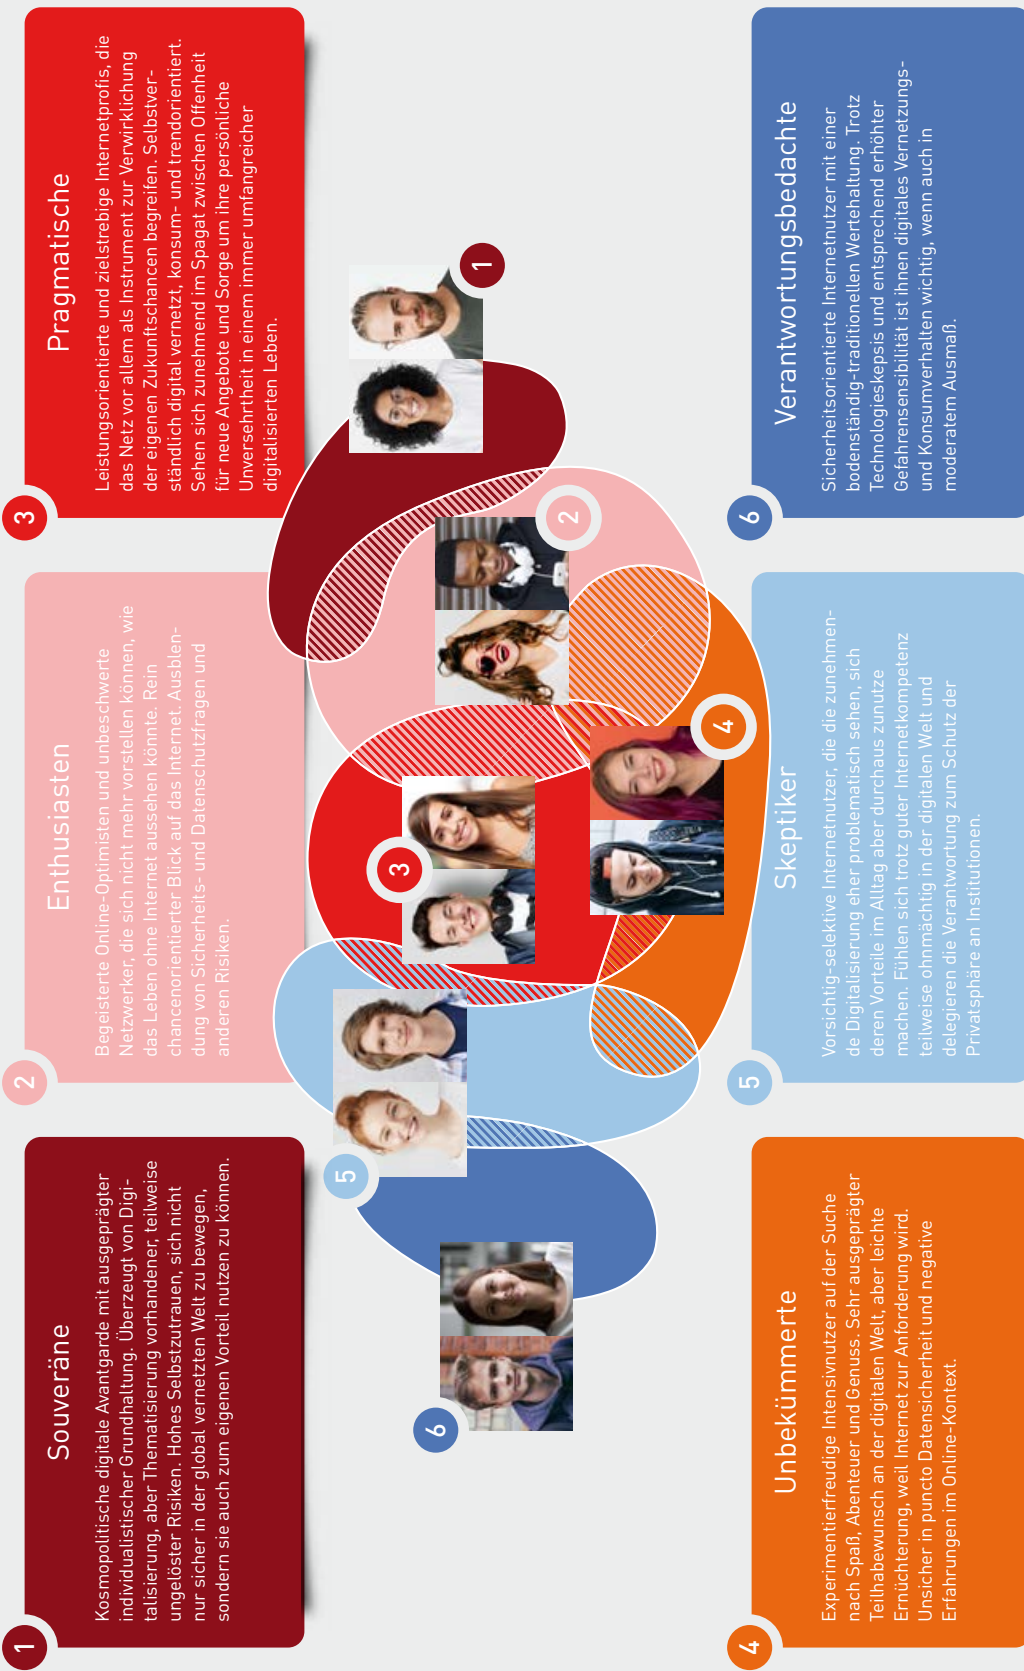 1
Souveräne
Kosmopolitische digitale Avantgarde mit ausgeprägter
individualistischer Grundhaltung. Überzeugt von Digi-
talisierung, aber Thematisierung vorhandener, teilweise
ungelöster Risiken. Hohes Selbstzutrauen, sich nicht
nur sicher in der global vernetzten Welt zu bewegen,
sondern sie auch zum eigenen Vorteil nutzen zu können.
2
Enthusiasten
Begeisterte Online-Optimisten und unbeschwerte
Netzwerker, die sich nicht mehr vorstellen können, wie
das Leben ohne Internet aussehen könnte. Rein
chancenorientierter Blick auf das Internet. Ausblen-
dung von Sicherheits- und Datenschutzfragen und
anderen Risiken.
3
Pragmatische
Leistungsorientierte und zielstrebige Internetprofis, die
das Netz vor allem als Instrument zur Verwirklichung
der eigenen Zukunftschancen begreifen. Selbstver-
ständlich digital vernetzt, konsum- und trendorientiert.
Sehen sich zunehmend im Spagat zwischen Offenheit
für neue Angebote und Sorge um ihre persönliche
Unversehrtheit in einem immer umfangreicher
digitalisierten Leben.
6
5
3
4
2
1
4
Unbekümmerte
Experimentierfreudige Intensivnutzer auf der Suche
nach Spaß, Abenteuer und Genuss. Sehr ausgeprägter
Teilhabewunsch an der digitalen Welt, aber leichte
Ernüchterung, weil Internet zur Anforderung wird.
Unsicher in puncto Datensicherheit und negative
Erfahrungen im Online-Kontext.
5
Skeptiker
Vorsichtig-selektive Internetnutzer, die die zunehmen-
de Digitalisierung eher problematisch sehen, sich
deren Vorteile im Alltag aber durchaus zunutze
machen. Fühlen sich trotz guter Internetkompetenz
teilweise ohnmächtig in der digitalen Welt und
delegieren die Verantwortung zum Schutz der
Privatsphäre an Institutionen.
6
Verantwortungsbedachte
Sicherheitsorientierte Internetnutzer mit einer
bodenständig-traditionellen Wertehaltung. Trotz
Technologieskepsis und entsprechend erhöhter
Gefahrensensibilität ist ihnen digitales Vernetzungs-
und Konsumverhalten wichtig, wenn auch in
moderatem Ausmaß.